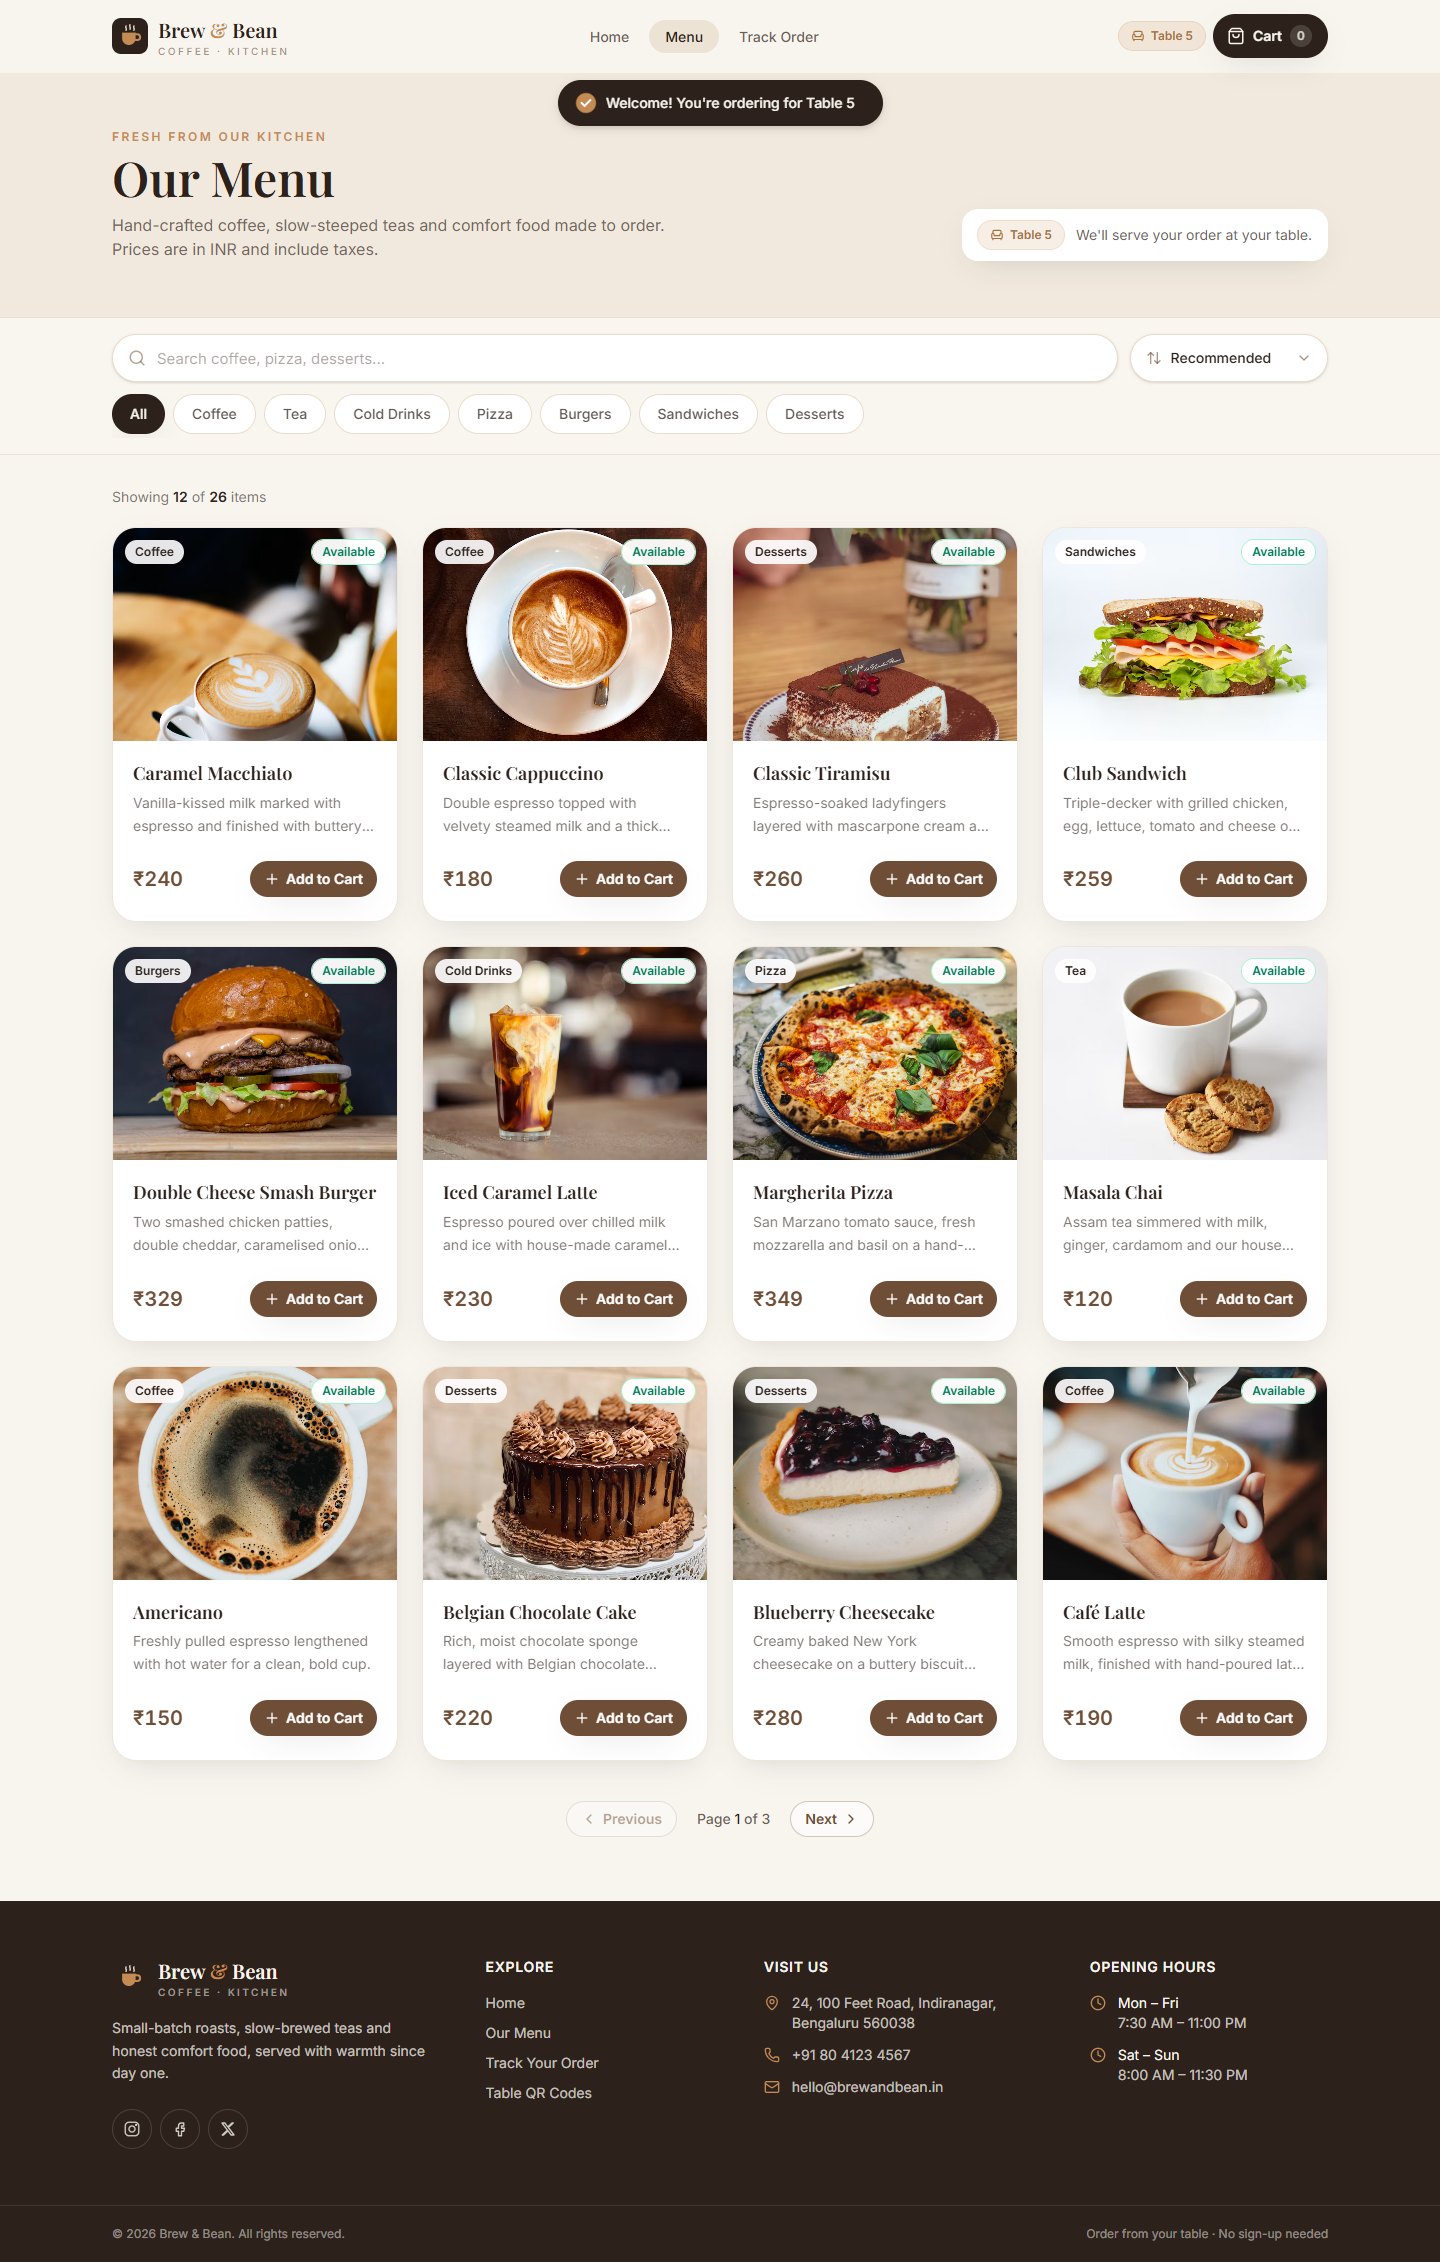 Brew & Bean
COFFEE · KITCHEN
Home
Menu
Track Order
Table 5
Cart 0
Welcome! You're ordering for Table 5
FRESH FROM OUR KITCHEN
Our Menu
Hand-crafted coffee, slow-steeped teas and comfort food made to order.
Prices are in INR and include taxes.
Table 5
We'll serve your order at your table.
Search coffee, pizza, desserts...
Recommended
All
Coffee
Tea
Cold Drinks
Pizza
Burgers
Sandwiches
Desserts
Showing 12 of 26 items
Coffee
Available
Caramel Macchiato
Vanilla-kissed milk marked with
espresso and finished with buttery...
₹240
Add to Cart
Coffee
Available
Classic Cappuccino
Double espresso topped with
velvety steamed milk and a thick...
₹180
Add to Cart
Desserts
Available
Classic Tiramisu
Espresso-soaked ladyfingers
layered with mascarpone cream a...
₹260
Add to Cart
Sandwiches
Available
Club Sandwich
Triple-decker with grilled chicken,
egg, lettuce, tomato and cheese o...
₹259
Add to Cart
Burgers
Available
Double Cheese Smash Burger
Two smashed chicken patties,
double cheddar, caramelised onio...
₹329
Add to Cart
Cold Drinks
Available
Iced Caramel Latte
Espresso poured over chilled milk
and ice with house-made caramel...
₹230
Add to Cart
Pizza
Available
Margherita Pizza
San Marzano tomato sauce, fresh
mozzarella and basil on a hand-...
₹349
Add to Cart
Tea
Available
Masala Chai
Assam tea simmered with milk,
ginger, cardamom and our house...
₹120
Add to Cart
Coffee
Available
Americano
Freshly pulled espresso lengthened
with hot water for a clean, bold cup.
₹150
Add to Cart
Desserts
Available
Belgian Chocolate Cake
Rich, moist chocolate sponge
layered with Belgian chocolate...
₹220
Add to Cart
Desserts
Available
Blueberry Cheesecake
Creamy baked New York
cheesecake on a buttery biscuit...
₹280
Add to Cart
Coffee
Available
Café Latte
Smooth espresso with silky steamed
milk, finished with hand-poured lat...
₹190
Add to Cart
Previous
Page 1 of 3
Next
Brew & Bean
COFFEE · KITCHEN
Small-batch roasts, slow-brewed teas and
honest comfort food, served with warmth since
day one.
EXPLORE
Home
Our Menu
Track Your Order
Table QR Codes
VISIT US
24, 100 Feet Road, Indiranagar,
Bengaluru 560038
+91 80 4123 4567
hello@brewandbean.in
OPENING HOURS
Mon – Fri
7:30 AM – 11:00 PM
Sat – Sun
8:00 AM – 11:30 PM
© 2026 Brew & Bean. All rights reserved.
Order from your table · No sign-up needed